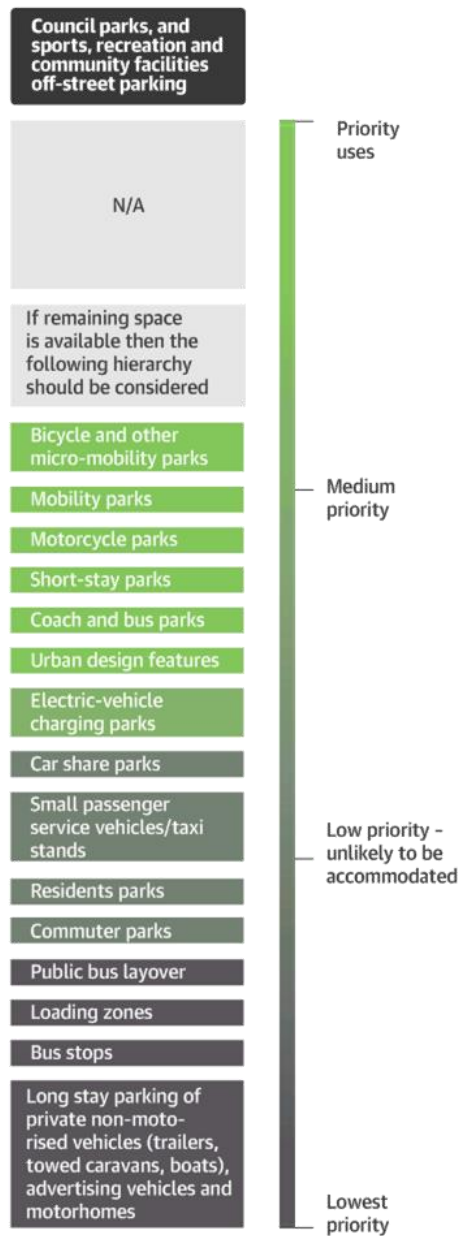 Council parks, and
sports, recreation and
community facilities
off-street parking
Priority
uses
N/A
If remaining space
is available then the
following hierarchy
should be considered
Bicycle and other
micro-mobility parks
Medium
priority
Mobility parks
Motorcycle parks
Short-stay parks
Coach and bus parks
Urban design features
Electric-vehicle
charging parks
Car share parks
Small passenger
service vehicles/taxi
stands
Low priority -
unlikely to be
accommodated
Residents parks
Commuter parks
Public bus layover
Loading zones
Bus stops
Long stay parking of
private non-moto-
rised vehicles (trailers,
towed caravans, boats),
advertising vehicles and
motorhomes
Lowest
priority